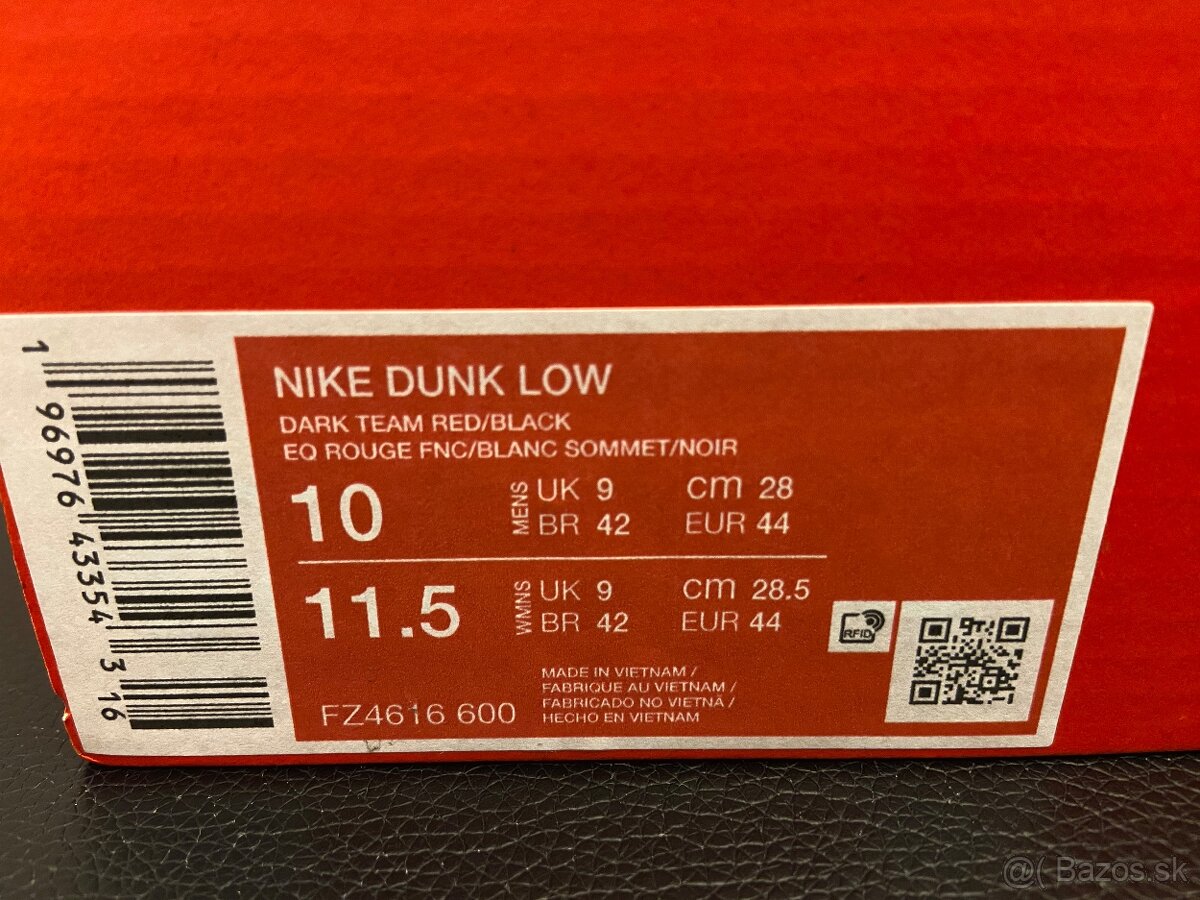 NIKE DUNK LOW
DARK TEAM RED/BLACK
EQ ROUGE FNC/BLANC SOMMET/NOIR
10 MENS UK 9 cm 28
BR 42 EUR 44
11.5 WMNS UK 9 cm 28.5
BR 42 EUR 44
RFID
MADE IN VIETNAM /
FABRIQUE AU VIETNAM /
FABRICADO NO VIETNÁ /
HECHO EN VIETNAM
FZ4616 600
1 96976 43354 3 16
@( Bazos.sk